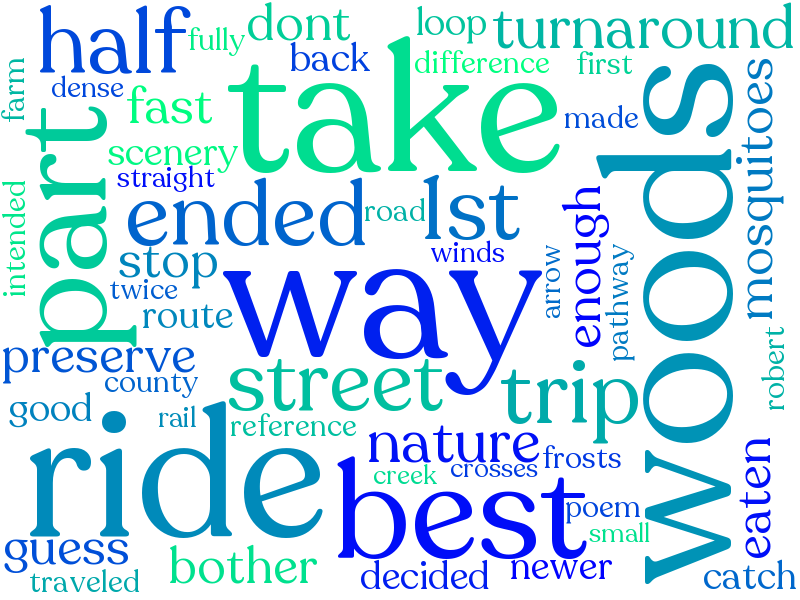 half
fully
dont
loop
turnaround
back
difference
first
dense
take
farm
fast
made
scenery
straight
part
woods
mosquitoes
intended
ended
road
lst
enough
stop
winds
twice
way
arrow
pathway
route
preserve
county
street
trip
robert
good
rail
reference
ride
nature
creek
crosses
frosts
best
eaten
poem
small
guess
bother
decided
newer
traveled
catch